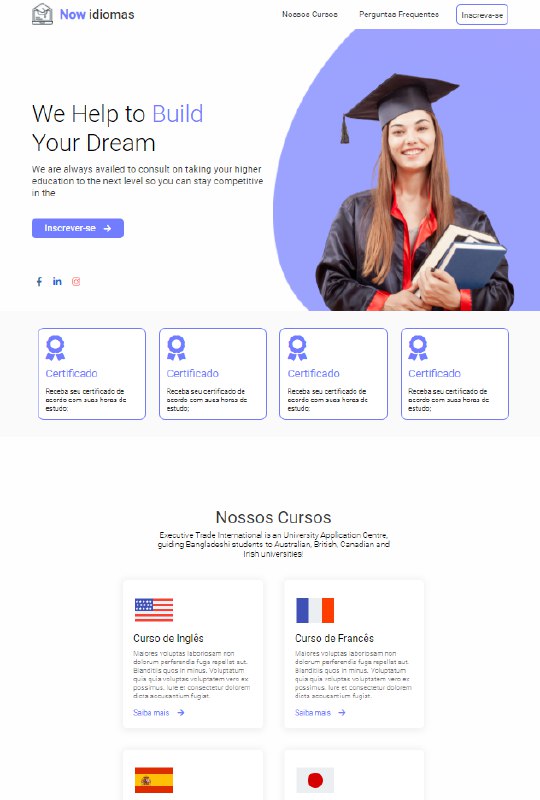 Now idiomas
Nossos Cursos
Perguntas Frequentes
Inscreva-se
We Help to Build
Your Dream
We are always availed to consult on taking your higher
education to the next level so you can stay competitive
in the
Inscrever-se
Certificado
Receba seu certificado de
acordo com suas horas de
estudo;
Certificado
Receba seu certificado de
acordo com suas horas de
estudo;
Certificado
Receba seu certificado de
acordo com suas horas de
estudo;
Certificado
Receba seu certificado de
acordo com suas horas de
estudo;
Nossos Cursos
Executive Trade International is an University Application Centre,
guiding Bangladeshi students to Australian, British, Canadian and
Irish universities!
Curso de Inglês
Maiores voluptas laboriosam non
dolorum perferendis fuga repellat aut.
Blanditiis quos in minus. Voluptatum
quia quia voluptas voluptatem vero ex
possimus. Iure et consectetur dolorem
dicta accusantium fugiat.
Saiba mais
Curso de Francês
Maiores voluptas laboriosam non
dolorum perferendis fuga repellat aut.
Blanditiis quos in minus. Voluptatum
quia quia voluptas voluptatem vero ex
possimus. Iure et consectetur dolorem
dicta accusantium fugiat.
Saiba mais